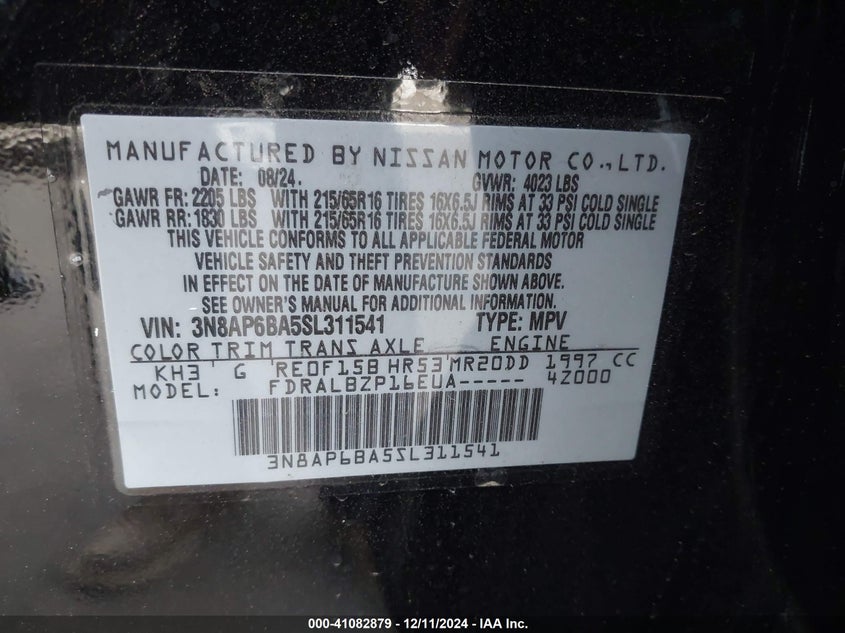 MANUFACTURED BY NISSAN MOTOR CO.,LTD.
DATE: 08/24. GVWR: 4023 LBS
GAWR FR: 2205 LBS WITH 215/65R16 TIRES 16X6.5J RIMS AT 33 PSI COLD SINGLE
GAWR RR: 1830 LBS WITH 215/65R16 TIRES 16X6.5J RIMS AT 33 PSI COLD SINGLE
THIS VEHICLE CONFORMS TO ALL APPLICABLE FEDERAL MOTOR
VEHICLE SAFETY AND THEFT PREVENTION STANDARDS
IN EFFECT ON THE DATE OF MANUFACTURE SHOWN ABOVE.
SEE OWNER'S MANUAL FOR ADDITIONAL INFORMATION.
VIN: 3N8AP6BA5SL311541 TYPE: MPV
COLOR TRIM TRANS AXLE ENGINE
KH3 G RE0F15B HR53 MR20DD 1997 CC
MODEL: FDRALBZP16EUA----- 4Z000
3N8AP6BA5SL311541
000-41082879 - 12/11/2024 - IAA Inc.